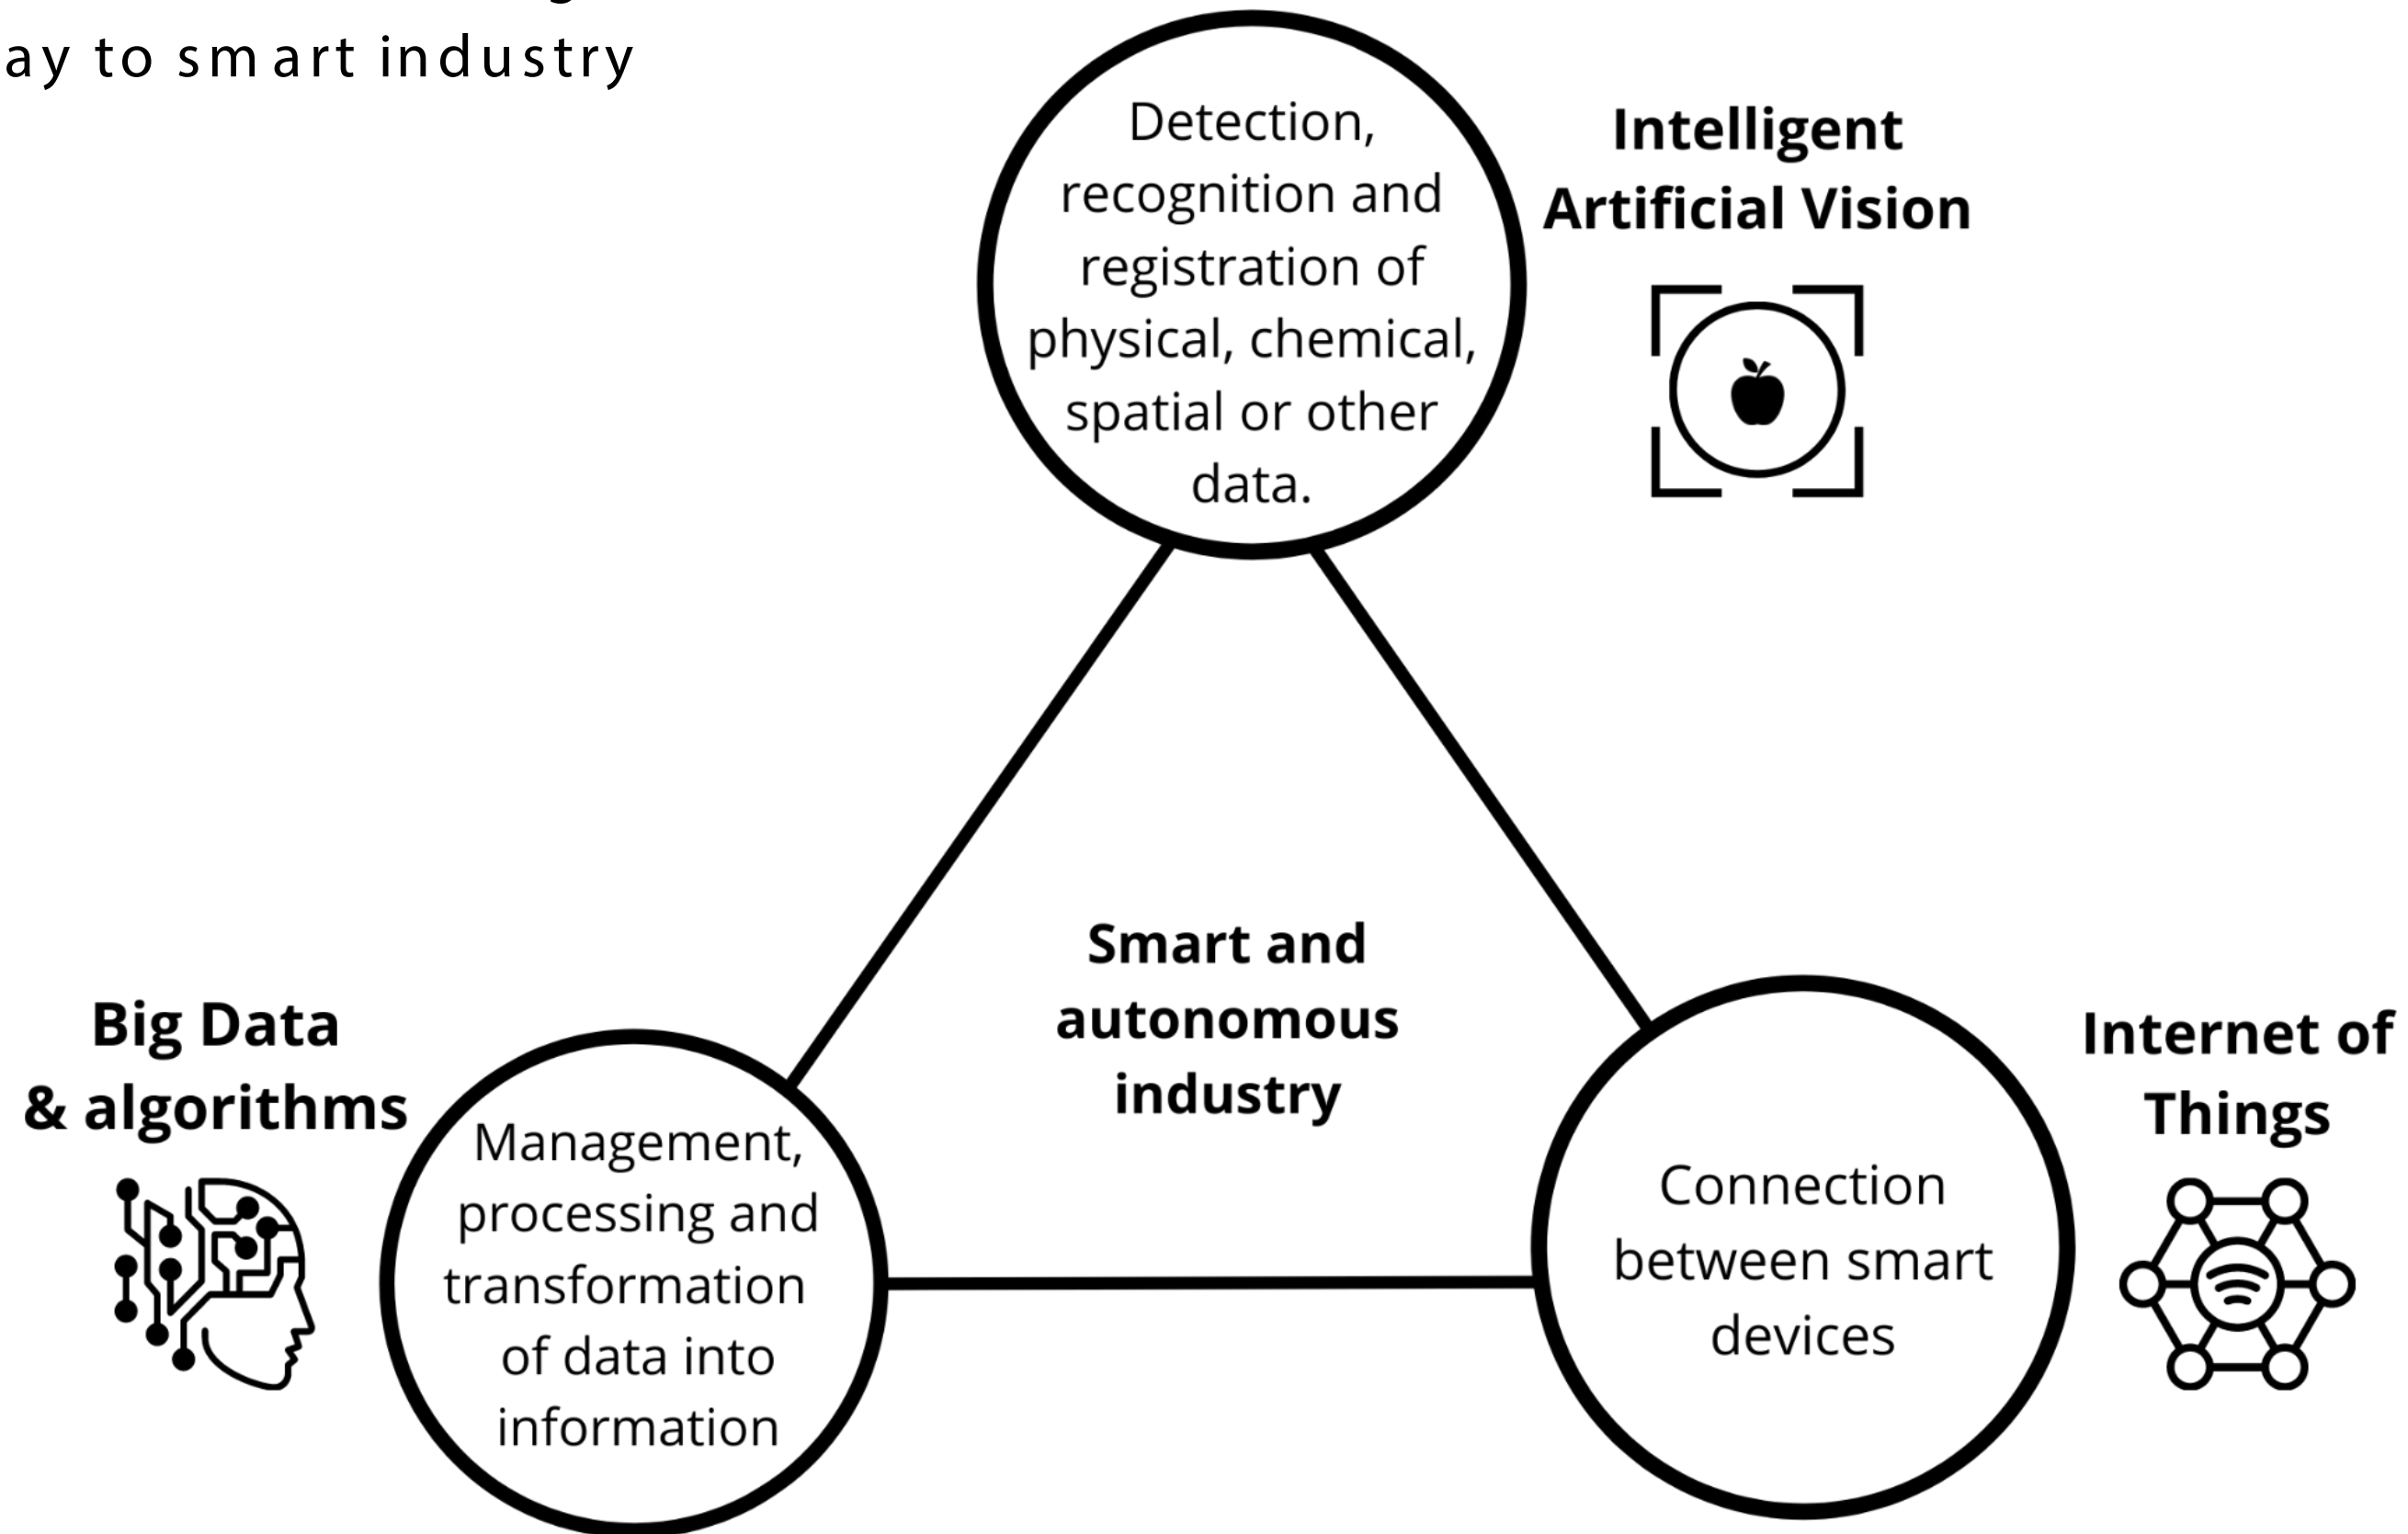 ay to smart industry
Detection,
recognition and
registration of
physical, chemical,
spatial or other
data.
Intelligent
Artificial Vision
Smart and
autonomous
industry
Big Data
& algorithms
Management,
processing and
transformation
of data into
information
Internet of
Things
Connection
between smart
devices